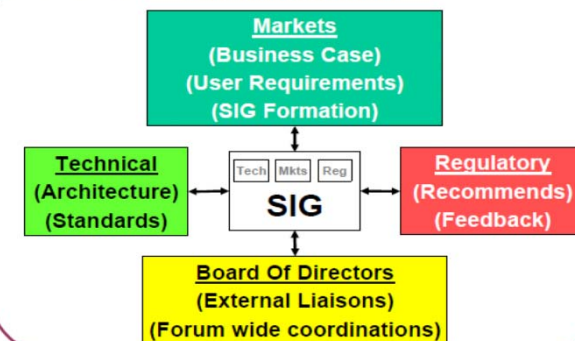 Markets
(Business Case)
(User Requirements)
(SIG Formation)
Technical
(Architecture)
(Standards)
Tech Mkts Reg
SIG
Regulatory
(Recommends)
(Feedback)
Board Of Directors
(External Liaisons)
(Forum wide coordinations)